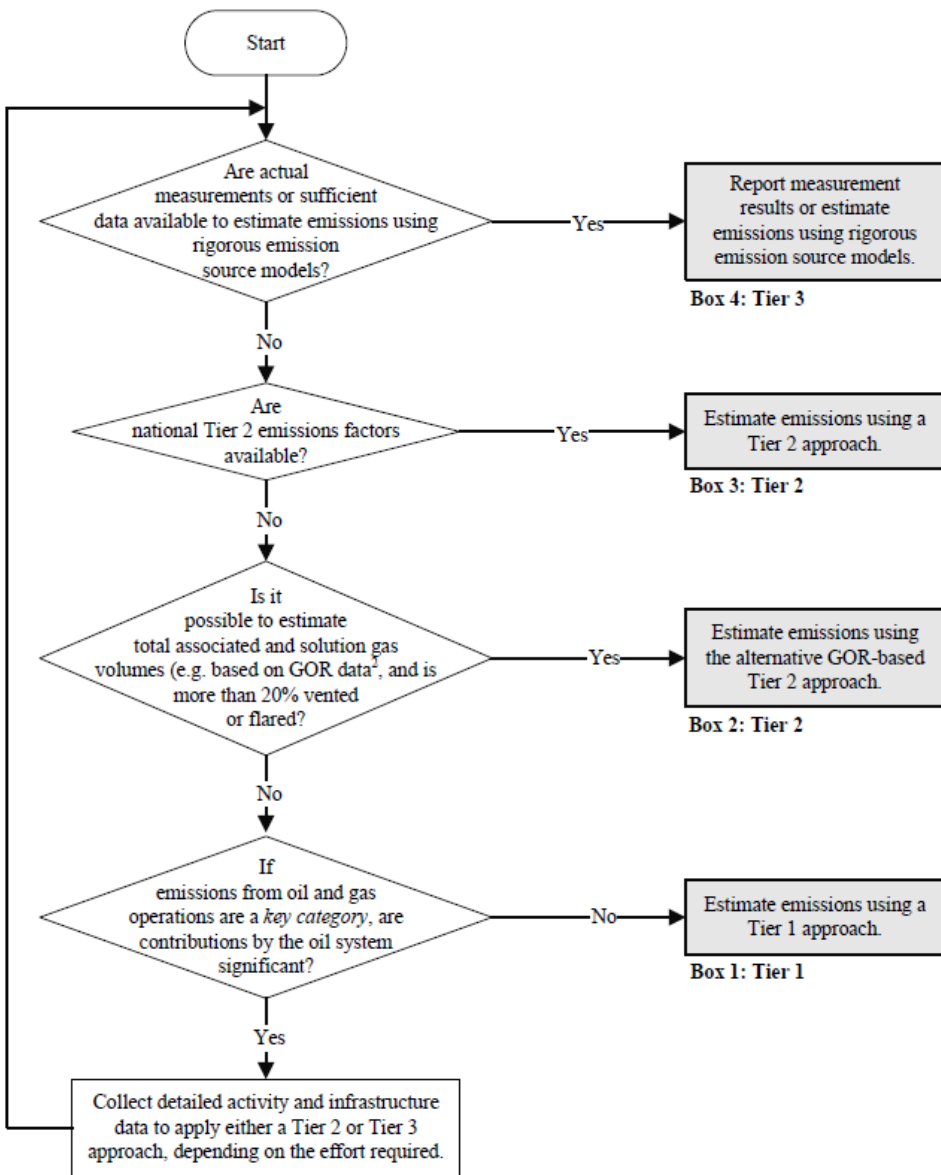 Start
Are actual
measurements or sufficient
data available to estimate emissions using
rigorous emission
source models?
Yes
Report measurement
results or estimate
emissions using rigorous
emission source models.
Box 4: Tier 3
No
Are
national Tier 2 emissions factors
available?
Yes
Estimate emissions using a
Tier 2 approach.
Box 3: Tier 2
No
Is it
possible to estimate
total associated and solution gas
volumes (e.g. based on GOR data², and is
more than 20% vented
or flared?
Yes
Estimate emissions using
the alternative GOR-based
Tier 2 approach.
Box 2: Tier 2
No
If
emissions from oil and gas
operations are a key category, are
contributions by the oil system
significant?
No
Estimate emissions using a
Tier 1 approach.
Box 1: Tier 1
Yes
Collect detailed activity and infrastructure
data to apply either a Tier 2 or Tier 3
approach, depending on the effort required.